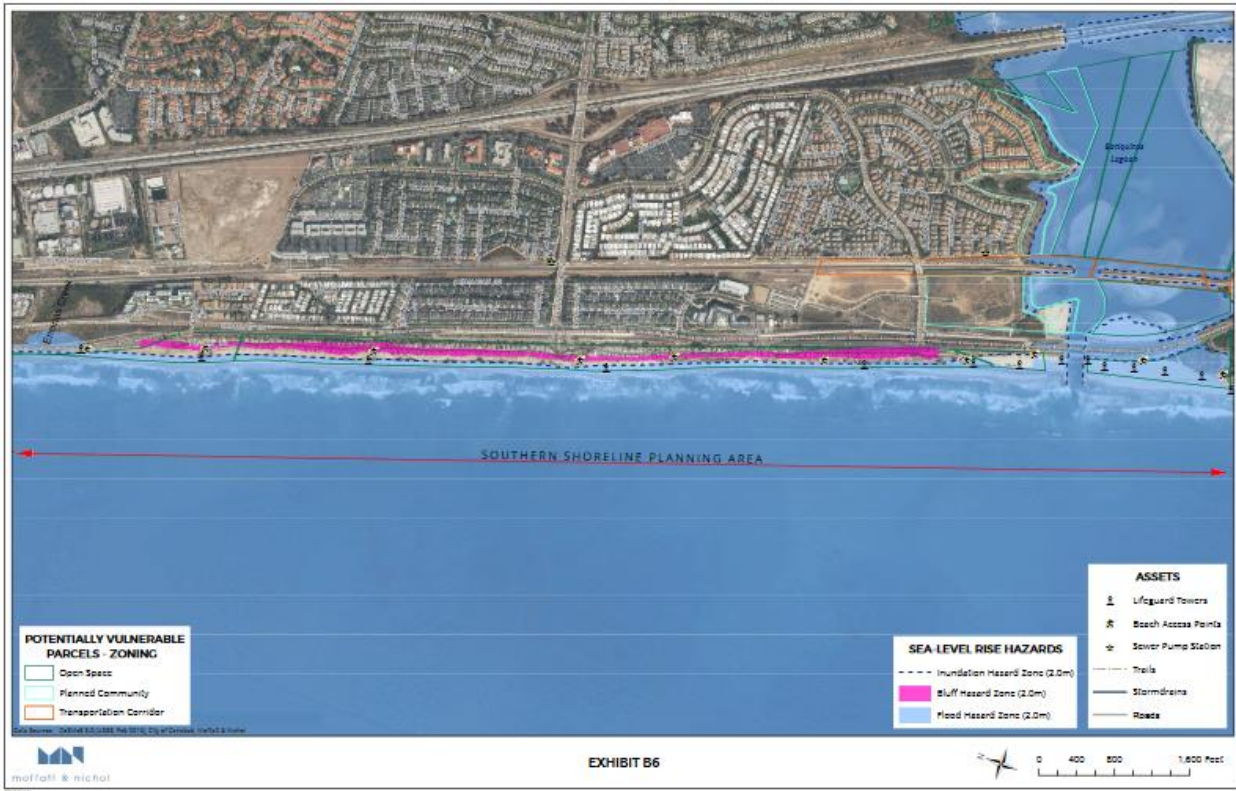 Batiquitos
Lagoon
SOUTHERN SHORELINE PLANNING AREA
POTENTIALLY VULNERABLE
PARCELS - ZONING
Open Space
Planned Community
Transportation Corridor
SEA-LEVEL RISE HAZARDS
Inundation Hazard Zone (2.0m)
Bluff Hazard Zone (2.0m)
Flood Hazard Zone (2.0m)
ASSETS
Lifeguard Towers
Beach Access Points
Sewer Pump Station
Trails
Stormdrains
Roads
moffatt & nichol
EXHIBIT B6
N
0 400 800 1,600 Feet